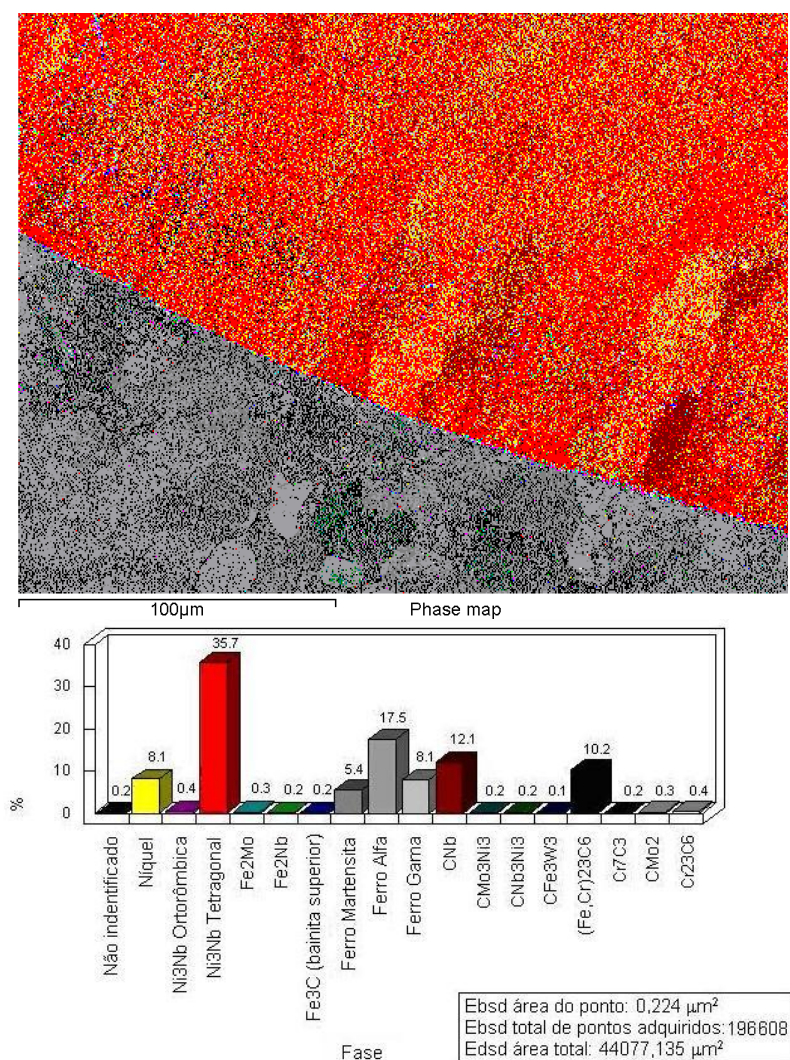 100µm Phase map
40
30
20
10
0
%
0.2
8.1
0.4
35.7
0.3
0.2
0.2
5.4
17.5
8.1
12.1
0.2
0.2
0.1
10.2
0.2
0.3
0.4
Não indentificado
Níquel
Ni3Nb Ortorômbica
Ni3Nb Tetragonal
Fe2Mo
Fe2Nb
Fe3C (bainita superior)
Ferro Martensita
Ferro Alfa
Ferro Gama
CNb
CMo3Ni3
CNb3Ni3
CFe3W3
(Fe,Cr)23C6
Cr7C3
CMo2
Cr23C6
Fase
Ebsd área do ponto: 0,224 µm²
Ebsd total de pontos adquiridos:196608
Edsd área total: 44077,135 µm²